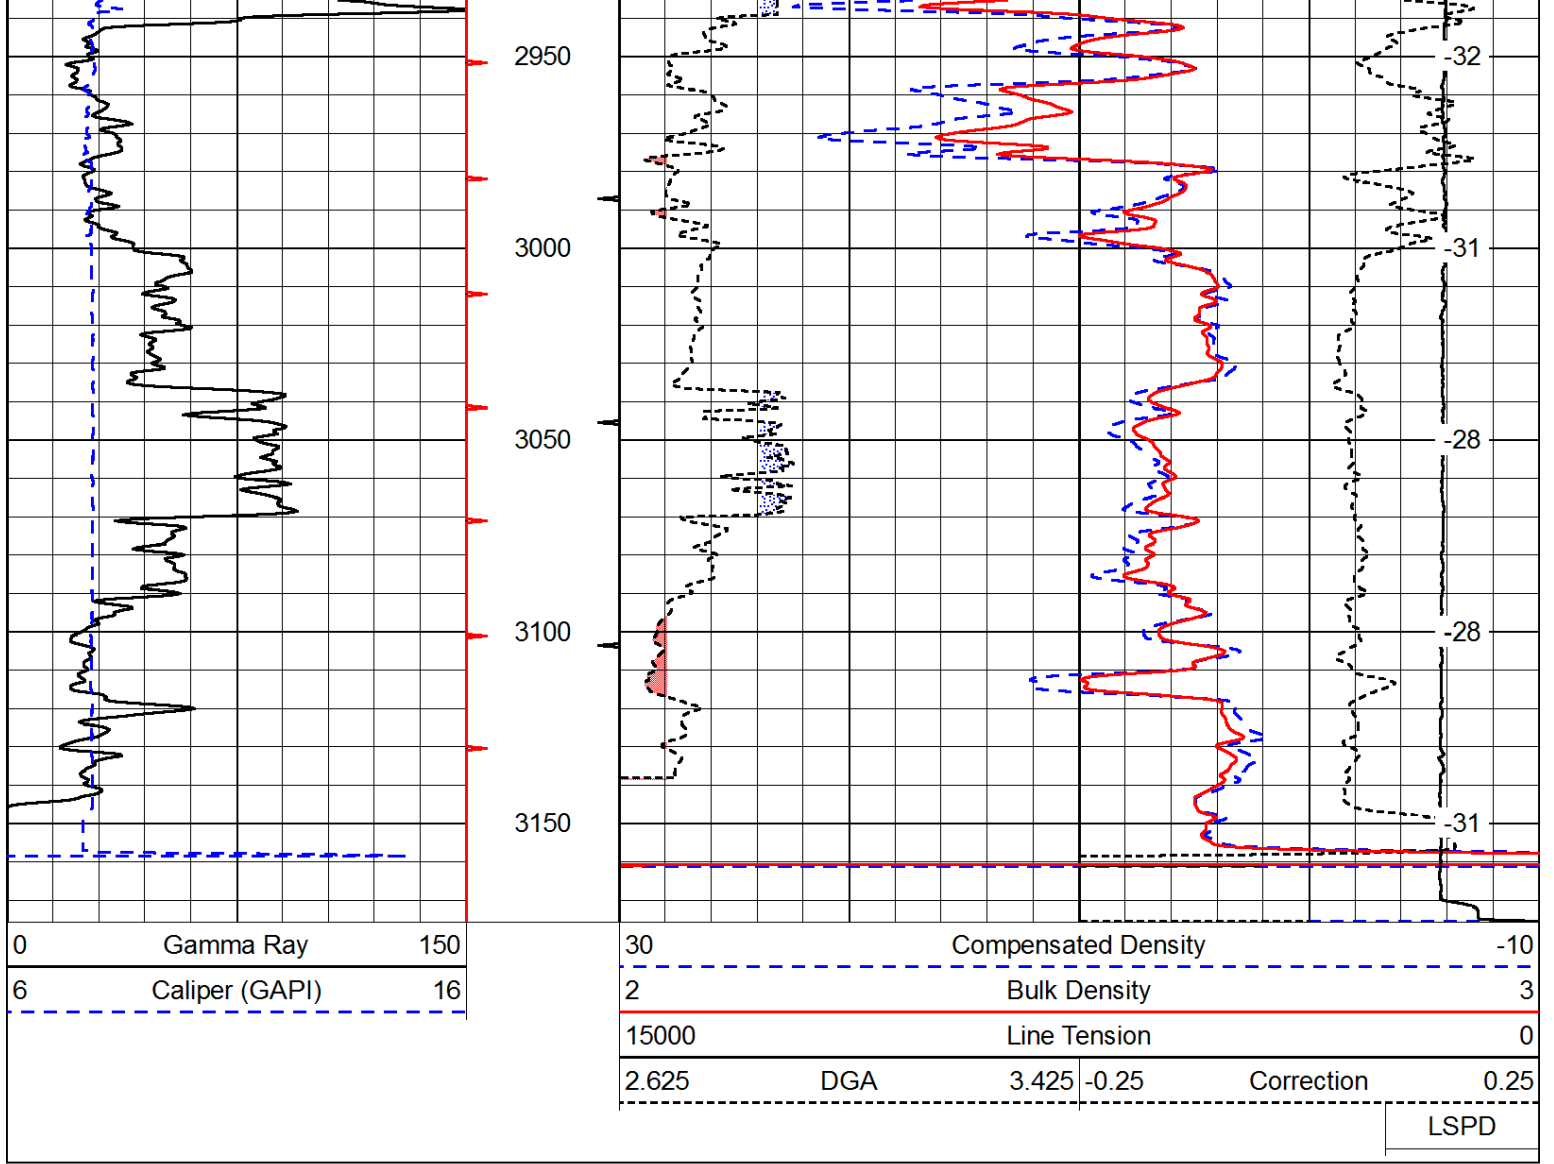 2950 -32
3000 -31
3050 -28
3100 -28
3150 -31
0 Gamma Ray 150 30 Compensated Density -10
6 Caliper (GAPI) 16 2 Bulk Density 3
15000 Line Tension 0
2.625 DGA 3.425 -0.25 Correction 0.25
LSPD